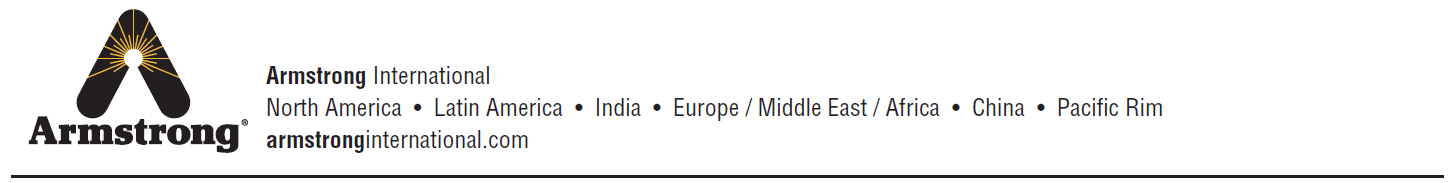 Armstrong®
Armstrong International
North America • Latin America • India • Europe / Middle East / Africa • China • Pacific Rim
armstronginternational.com